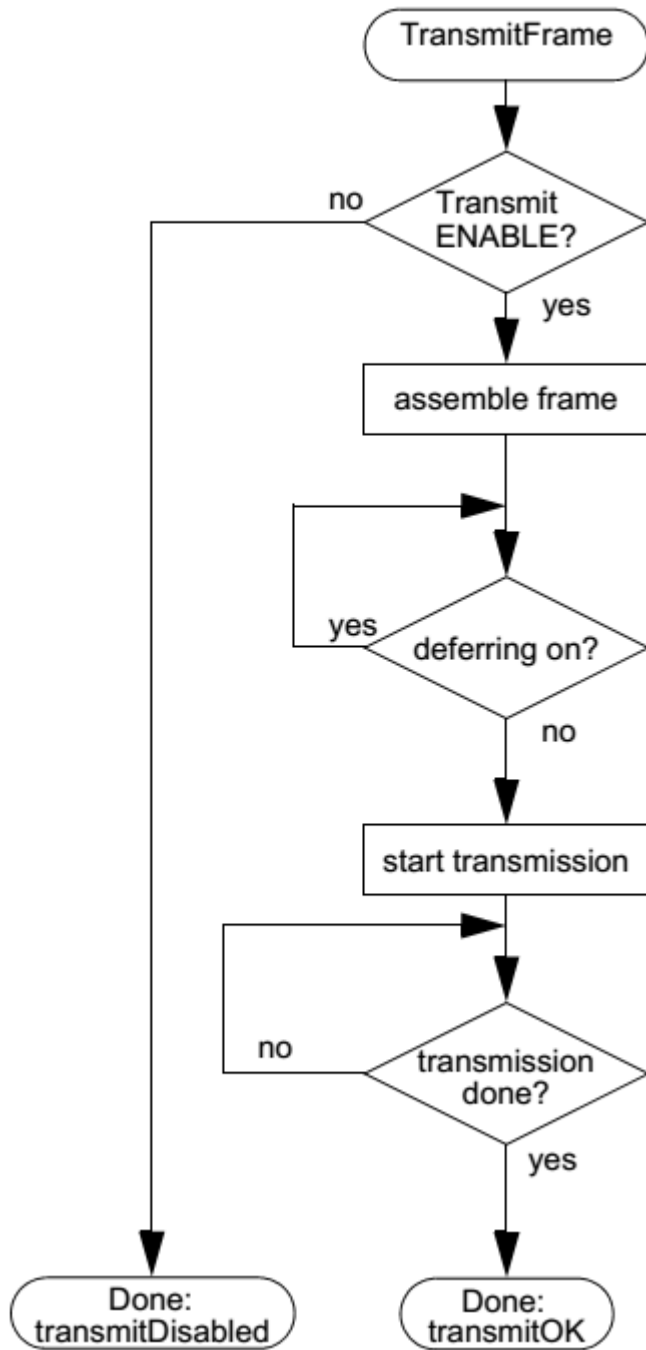 TransmitFrame
no
Transmit
ENABLE?
yes
assemble frame
yes
deferring on?
no
start transmission
no
transmission
done?
yes
Done:
transmitDisabled
Done:
transmitOK